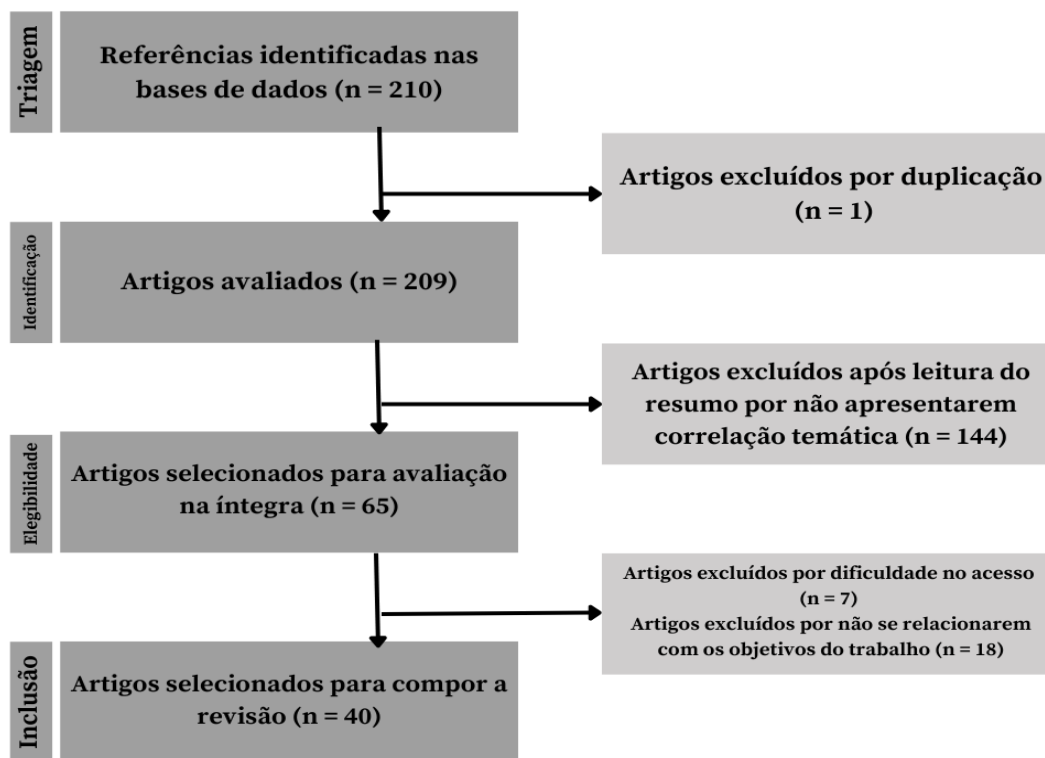 Triagem
Referências identificadas nas
bases de dados (n = 210)
Artigos excluídos por duplicação
(n = 1)
Identificação
Artigos avaliados (n = 209)
Artigos excluídos após leitura do
resumo por não apresentarem
correlação temática (n = 144)
Elegibilidade
Artigos selecionados para avaliação
na íntegra (n = 65)
Artigos excluídos por dificuldade no acesso
(n = 7)
Artigos excluídos por não se relacionarem
com os objetivos do trabalho (n = 18)
Inclusão
Artigos selecionados para compor a
revisão (n = 40)